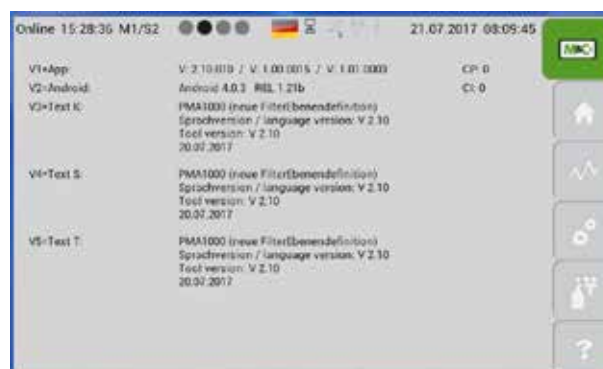 Online 15:28:36 M1/S2 21.07.2017 08:09:45
V1=App: V: 2.10.010 / V: 1.00.0015 / V: 1.01.0003 CP: 0
V2=Android: Android 4.0.3 REL 1.21b CI: 0
V3=Text K: PMA1000 (neue FilterEbenendefinition)
Sprachversion / language version: V 2.10
Tool version: V 2.10
20.07.2017
V4=Text S: PMA1000 (neue FilterEbenendefinition)
Sprachversion / language version: V 2.10
Tool version: V 2.10
20.07.2017
V5=Text T: PMA1000 (neue FilterEbenendefinition)
Sprachversion / language version: V 2.10
Tool version: V 2.10
20.07.2017
?